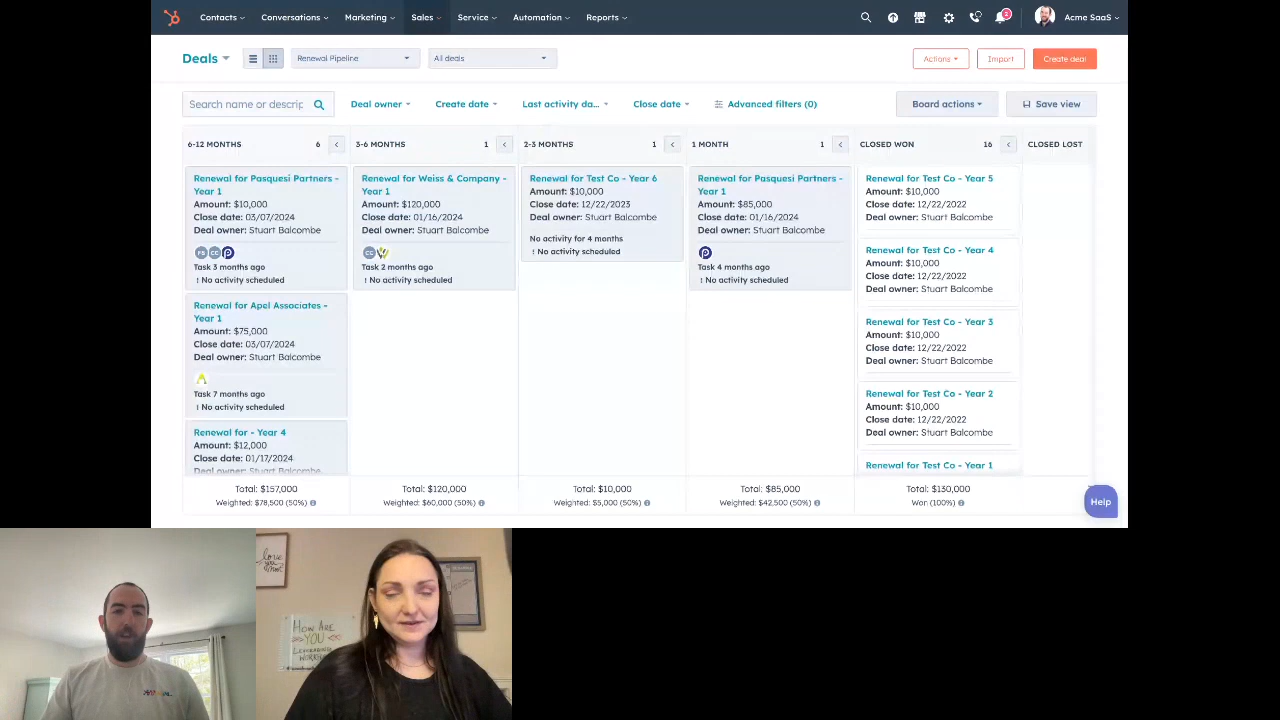 Contacts Conversations Marketing Sales Service Automation Reports 2 Acme SaaS
Deals Renewal Pipeline All deals Actions Import Create deal
Search name or descrip Deal owner Create date Last activity da... Close date Advanced filters (0) Board actions Save view
6-12 MONTHS 6
Renewal for Pasquesi Partners -
Year 1
Amount: $10,000
Close date: 03/07/2024
Deal owner: Stuart Balcombe
Task 3 months ago
! No activity scheduled
Renewal for Apel Associates -
Year 1
Amount: $75,000
Close date: 03/07/2024
Deal owner: Stuart Balcombe
Task 7 months ago
! No activity scheduled
Renewal for - Year 4
Amount: $12,000
Close date: 01/17/2024
Deal owner: Stuart Balcombe
Total: $157,000
Weighted: $78,500 (50%)
3-6 MONTHS 1
Renewal for Weiss & Company -
Year 1
Amount: $120,000
Close date: 01/16/2024
Deal owner: Stuart Balcombe
Task 2 months ago
! No activity scheduled
Total: $120,000
Weighted: $60,000 (50%)
2-3 MONTHS 1
Renewal for Test Co - Year 6
Amount: $10,000
Close date: 12/22/2023
Deal owner: Stuart Balcombe
No activity for 4 months
! No activity scheduled
Total: $10,000
Weighted: $5,000 (50%)
1 MONTH 1
Renewal for Pasquesi Partners -
Year 1
Amount: $85,000
Close date: 01/16/2024
Deal owner: Stuart Balcombe
Task 4 months ago
! No activity scheduled
Total: $85,000
Weighted: $42,500 (50%)
CLOSED WON 16
Renewal for Test Co - Year 5
Amount: $10,000
Close date: 12/22/2022
Deal owner: Stuart Balcombe
Renewal for Test Co - Year 4
Amount: $10,000
Close date: 12/22/2022
Deal owner: Stuart Balcombe
Renewal for Test Co - Year 3
Amount: $10,000
Close date: 12/22/2022
Deal owner: Stuart Balcombe
Renewal for Test Co - Year 2
Amount: $10,000
Close date: 12/22/2022
Deal owner: Stuart Balcombe
Renewal for Test Co - Year 1
Total: $130,000
Won (100%)
CLOSED LOST
Help
love
you
most
HOW ARE
YOU